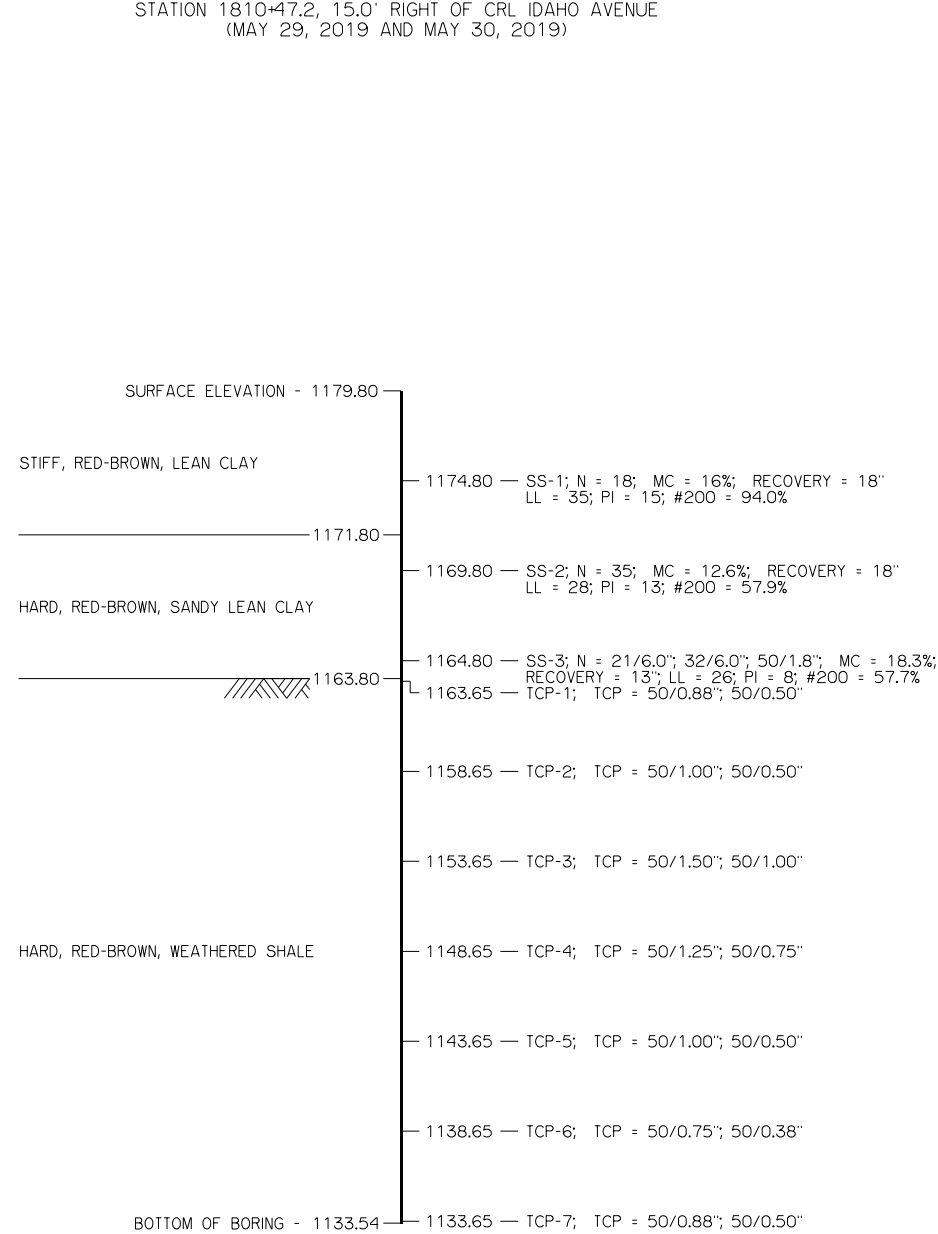 STATION 1810+47.2, 15.0' RIGHT OF CRL IDAHO AVENUE
(MAY 29, 2019 AND MAY 30, 2019)
SURFACE ELEVATION - 1179.80
STIFF, RED-BROWN, LEAN CLAY
1174.80 — SS-1; N = 18; MC = 16%; RECOVERY = 18"
LL = 35; PI = 15; #200 = 94.0%
1171.80
1169.80 — SS-2; N = 35; MC = 12.6%; RECOVERY = 18"
LL = 28; PI = 13; #200 = 57.9%
HARD, RED-BROWN, SANDY LEAN CLAY
1164.80 — SS-3; N = 21/6.0"; 32/6.0"; 50/1.8"; MC = 18.3%;
RECOVERY = 13"; LL = 26; PI = 8; #200 = 57.7%
1163.80
1163.65 — TCP-1; TCP = 50/0.88"; 50/0.50"
1158.65 — TCP-2; TCP = 50/1.00"; 50/0.50"
1153.65 — TCP-3; TCP = 50/1.50"; 50/1.00"
HARD, RED-BROWN, WEATHERED SHALE
1148.65 — TCP-4; TCP = 50/1.25"; 50/0.75"
1143.65 — TCP-5; TCP = 50/1.00"; 50/0.50"
1138.65 — TCP-6; TCP = 50/0.75"; 50/0.38"
BOTTOM OF BORING - 1133.54
1133.65 — TCP-7; TCP = 50/0.88"; 50/0.50"